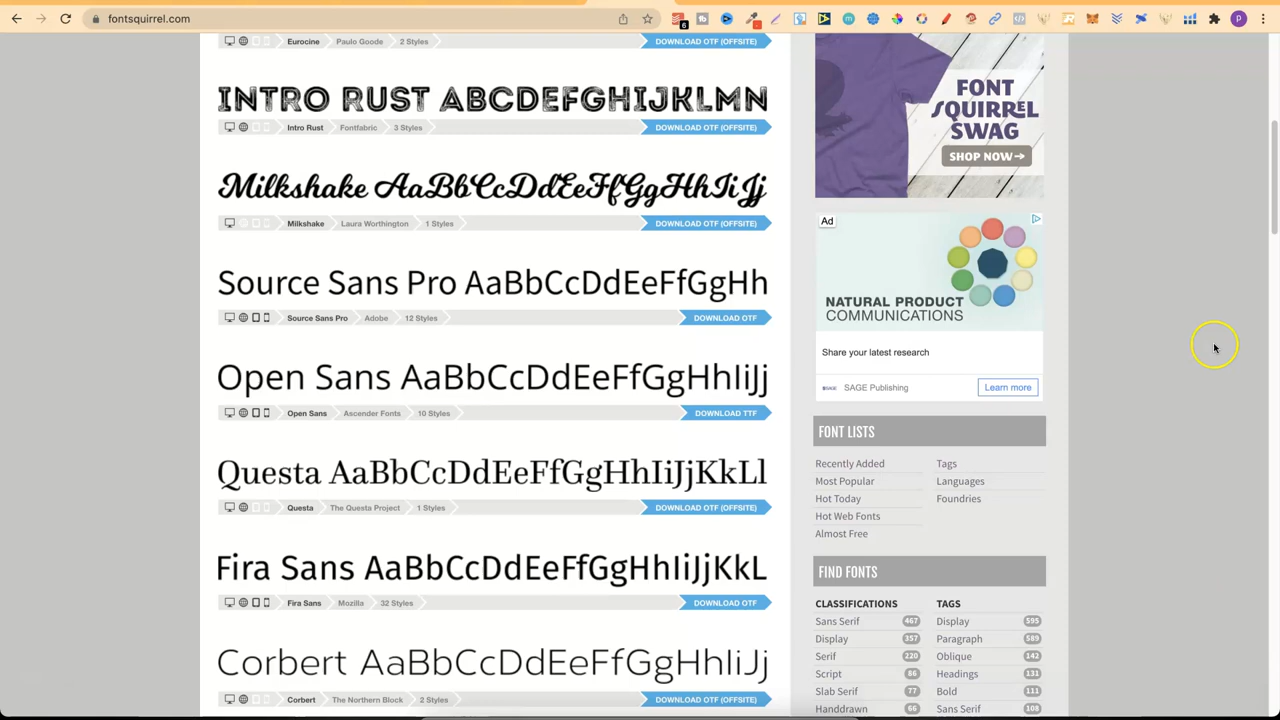 fontsquirrel.com
6
P
Eurocine Paulo Goode 2 Styles DOWNLOAD OTF (OFFSITE)
INTRO RUST ABCDEFGHIJKLMN
Intro Rust Fontfabric 3 Styles DOWNLOAD OTF (OFFSITE)
Milkshake AaBbCcDdEeFfGgHhIiJj
Milkshake Laura Worthington 1 Styles DOWNLOAD OTF (OFFSITE)
Source Sans Pro AaBbCcDdEeFfGgHh
Source Sans Pro Adobe 12 Styles DOWNLOAD OTF
Open Sans AaBbCcDdEeFfGgHhIiJj
Open Sans Ascender Fonts 10 Styles DOWNLOAD TTF
Questa AaBbCcDdEeFfGgHhIiJjKkLl
Questa The Questa Project 1 Styles DOWNLOAD OTF (OFFSITE)
Fira Sans AaBbCcDdEeFfGgHhIiJjKkL
Fira Sans Mozilla 32 Styles DOWNLOAD OTF
Corbert AaBbCcDdEeFfGgHhIiJj
Corbert The Northern Block 2 Styles DOWNLOAD OTF (OFFSITE)
FONT
SQUIRREL
SWAG
SHOP NOW→
Ad
NATURAL PRODUCT
COMMUNICATIONS
Share your latest research
SAGE SAGE Publishing Learn more
FONT LISTS
Recently Added Tags
Most Popular Languages
Hot Today Foundries
Hot Web Fonts
Almost Free
FIND FONTS
CLASSIFICATIONS TAGS
Sans Serif 467 Display 595
Display 357 Paragraph 589
Serif 220 Oblique 142
Script 86 Headings 131
Slab Serif 77 Bold 111
Handdrawn 66 Sans Serif 108